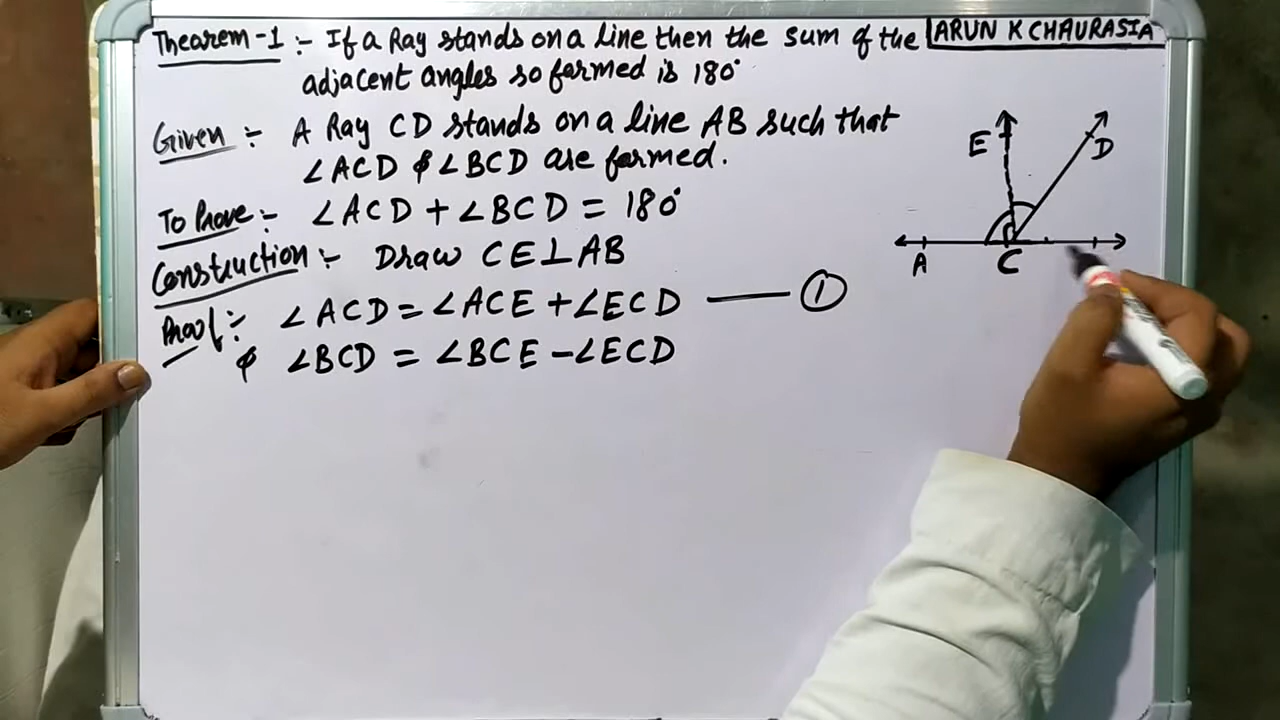 Thearem-1 :- If a Ray stands on a line then the sum of the
ARUN K CHAURASIA
adjacent angles so formed is 180°
Given :- A Ray CD stands on a line AB such that
∠ACD & ∠BCD are formed.
To Prove :- ∠ACD + ∠BCD = 180°
Construction :- Draw CE⊥AB
Proof :- ∠ACD = ∠ACE + ∠ECD —— ①
& ∠BCD = ∠BCE - ∠ECD
E
D
A
C